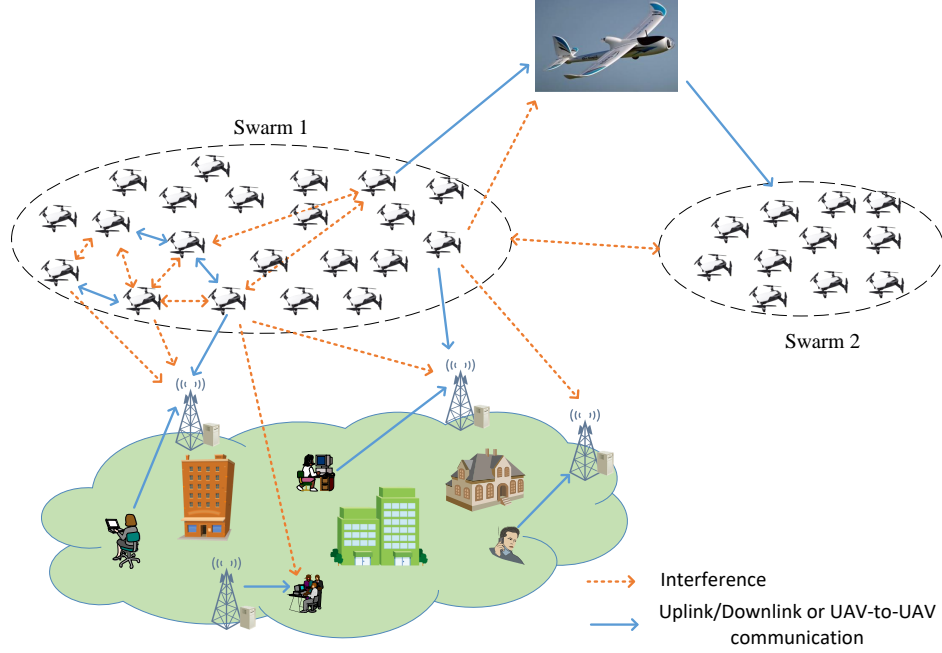 Swarm 1
Swarm 2
Interference
Uplink/Downlink or UAV-to-UAV
communication